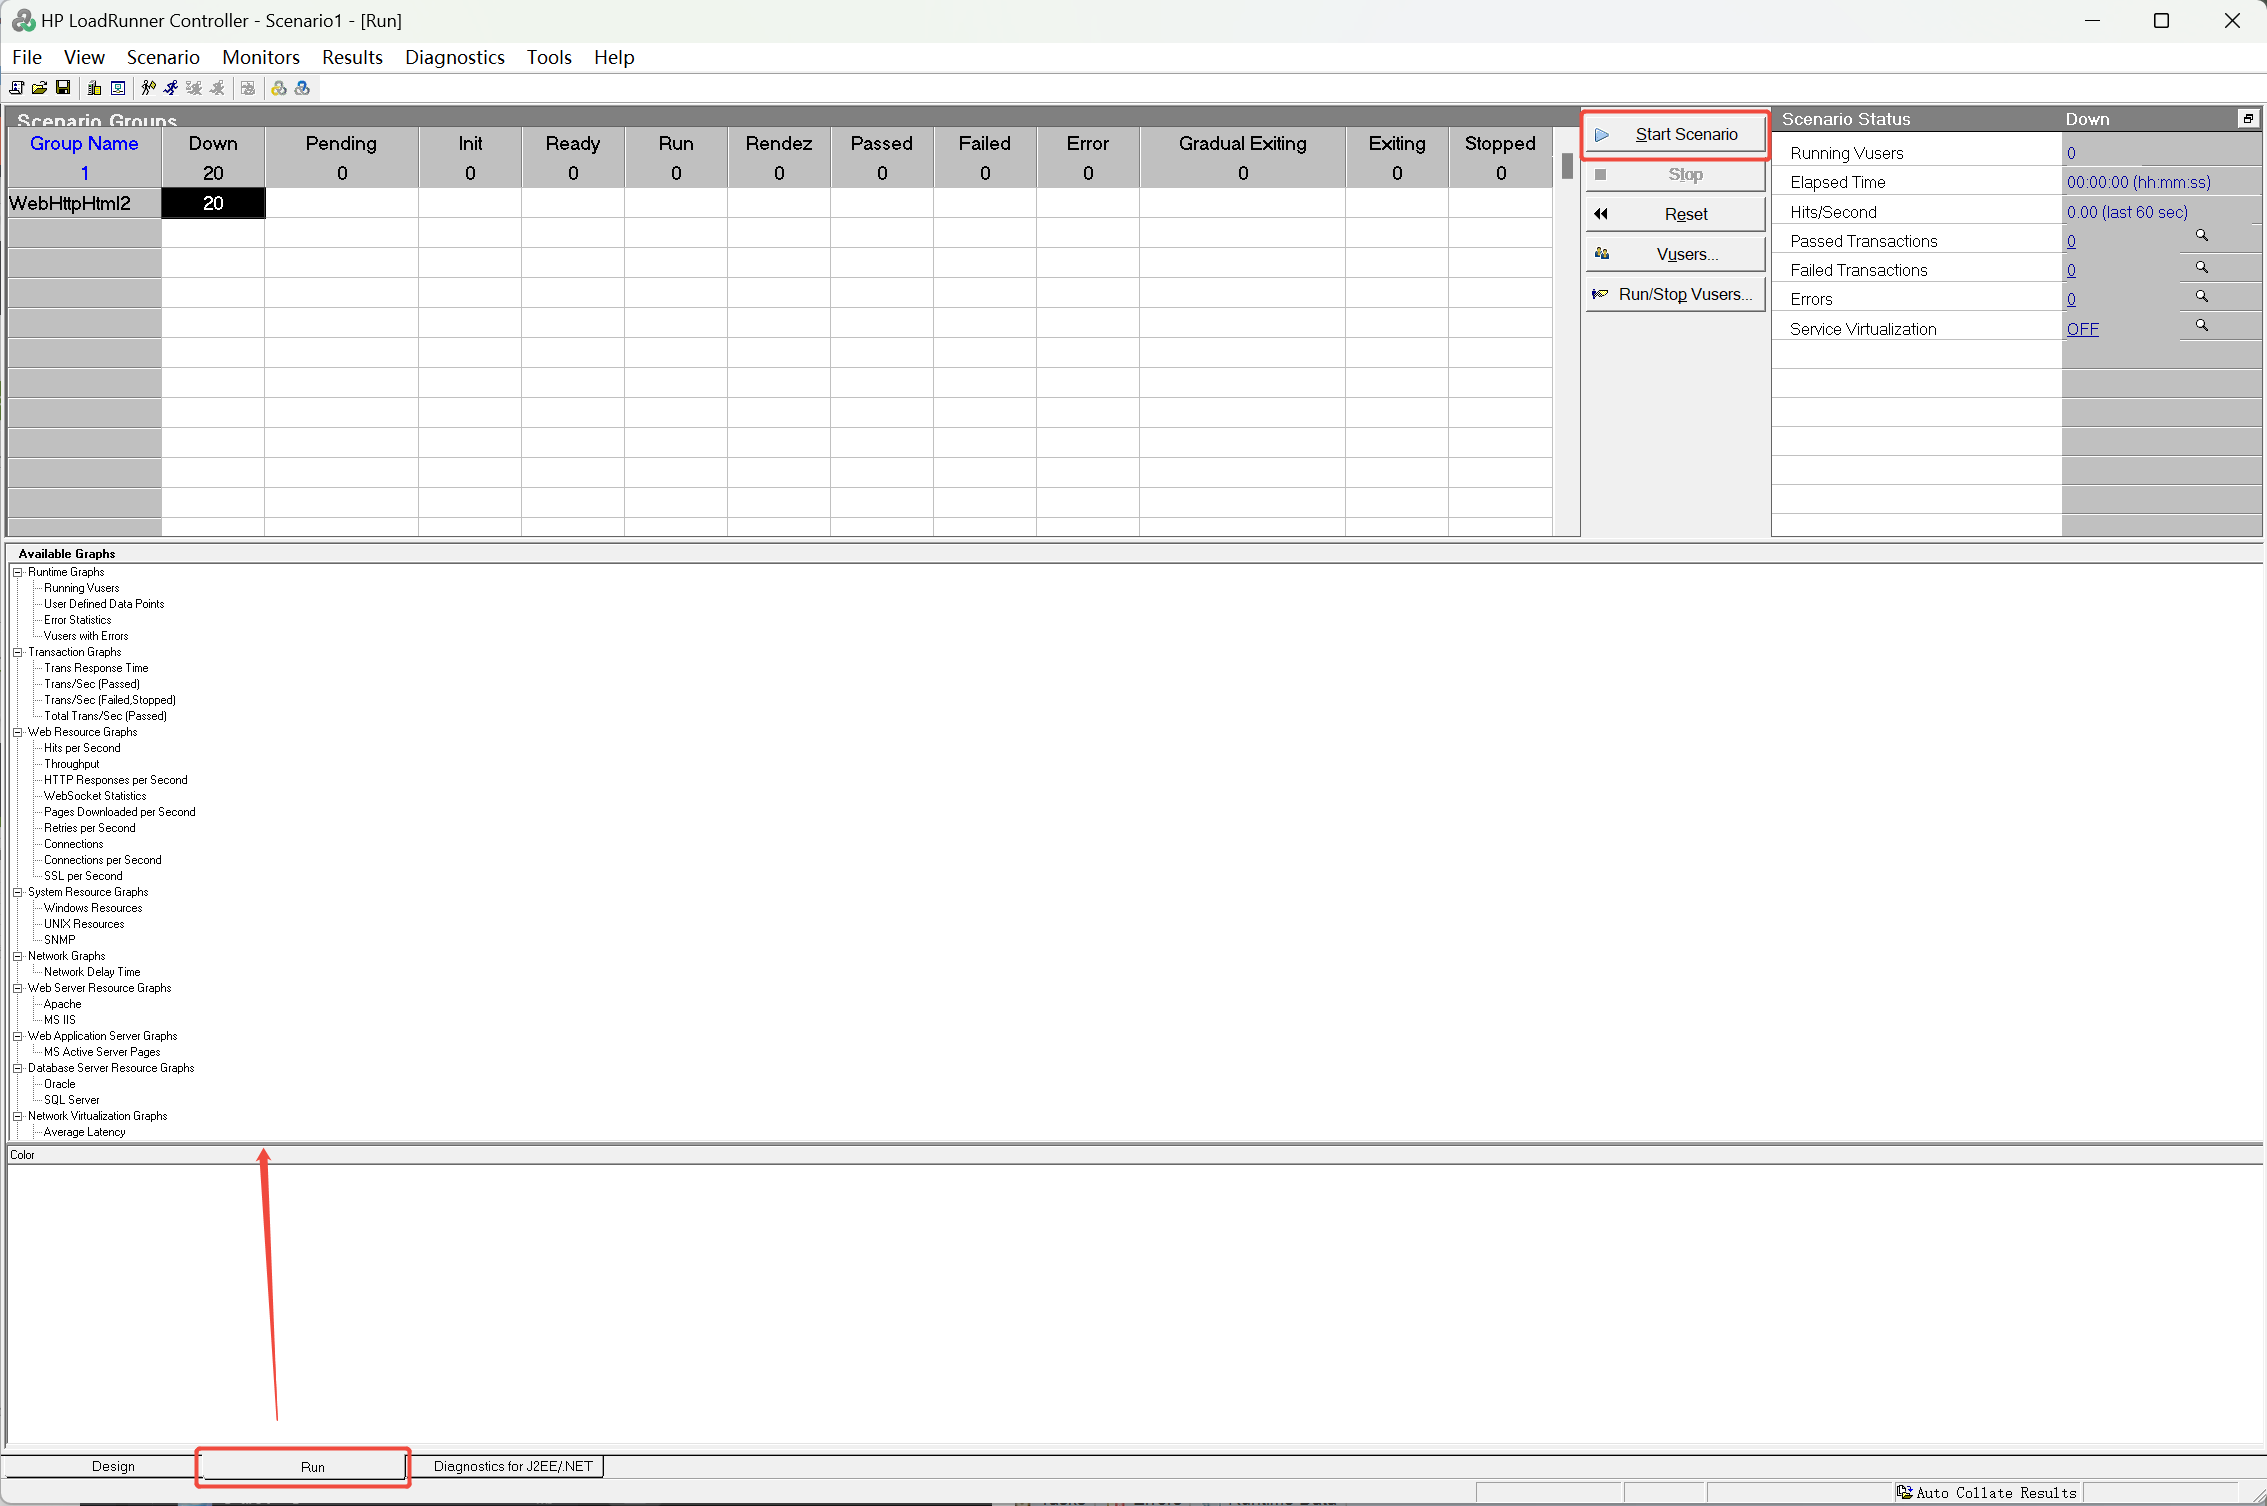 HP LoadRunner Controller - Scenario1 - [Run]
File View Scenario Monitors Results Diagnostics Tools Help
Scenario Groups
Group Name Down Pending Init Ready Run Rendez Passed Failed Error Gradual Exiting Exiting Stopped
1 20 0 0 0 0 0 0 0 0 0 0 0
WebHttpHtml2 20
Start Scenario
Stop
Reset
Vusers...
Run/Stop Vusers...
Scenario Status Down
Running Vusers 0
Elapsed Time 00:00:00 (hh:mm:ss)
Hits/Second 0.00 (last 60 sec)
Passed Transactions 0
Failed Transactions 0
Errors 0
Service Virtualization OFF
Available Graphs
Runtime Graphs
Running Vusers
User Defined Data Points
Error Statistics
Vusers with Errors
Transaction Graphs
Trans Response Time
Trans/Sec (Passed)
Trans/Sec (Failed,Stopped)
Total Trans/Sec (Passed)
Web Resource Graphs
Hits per Second
Throughput
HTTP Responses per Second
WebSocket Statistics
Pages Downloaded per Second
Retries per Second
Connections
Connections per Second
SSL per Second
System Resource Graphs
Windows Resources
UNIX Resources
SNMP
Network Graphs
Network Delay Time
Web Server Resource Graphs
Apache
MS IIS
Web Application Server Graphs
MS Active Server Pages
Database Server Resource Graphs
Oracle
SQL Server
Network Virtualization Graphs
Average Latency
Color
Design Run Diagnostics for J2EE/.NET
Auto Collate Results